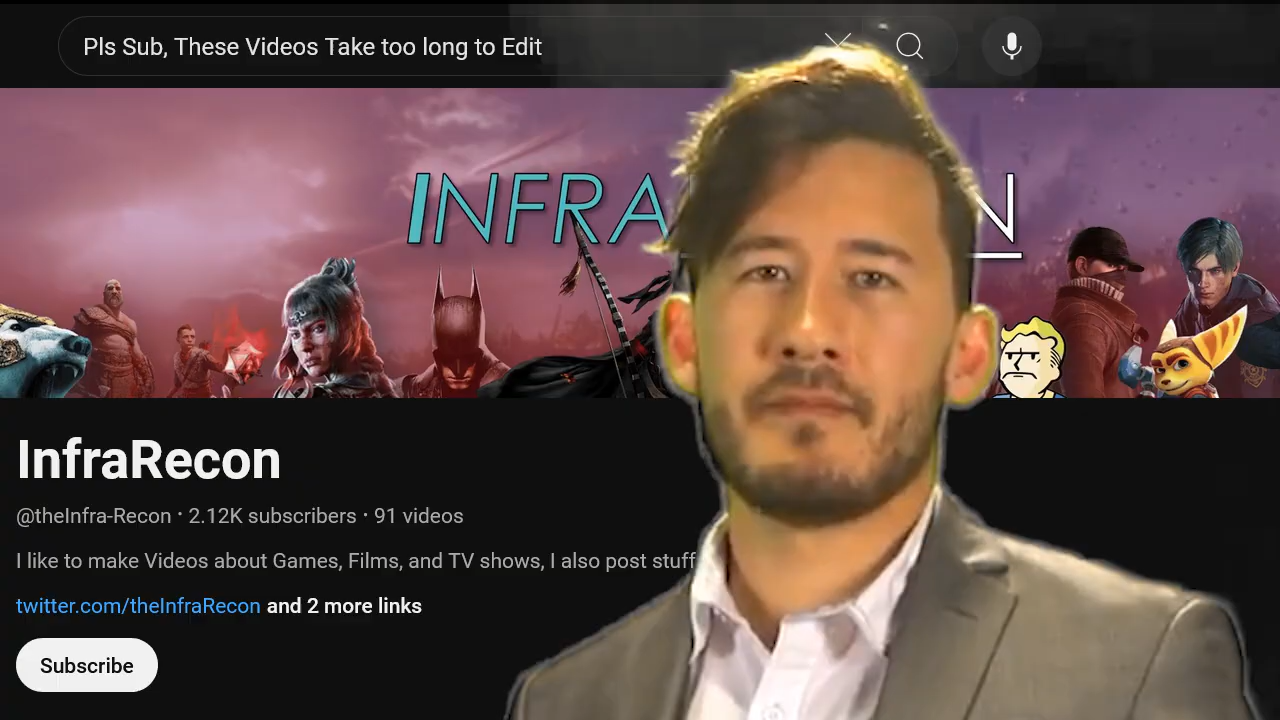 Pls Sub, These Videos Take too long to Edit
INFRA N
InfraRecon
@theInfra-Recon · 2.12K subscribers · 91 videos
I like to make Videos about Games, Films, and TV shows, I also post stuff
twitter.com/theInfraRecon and 2 more links
Subscribe